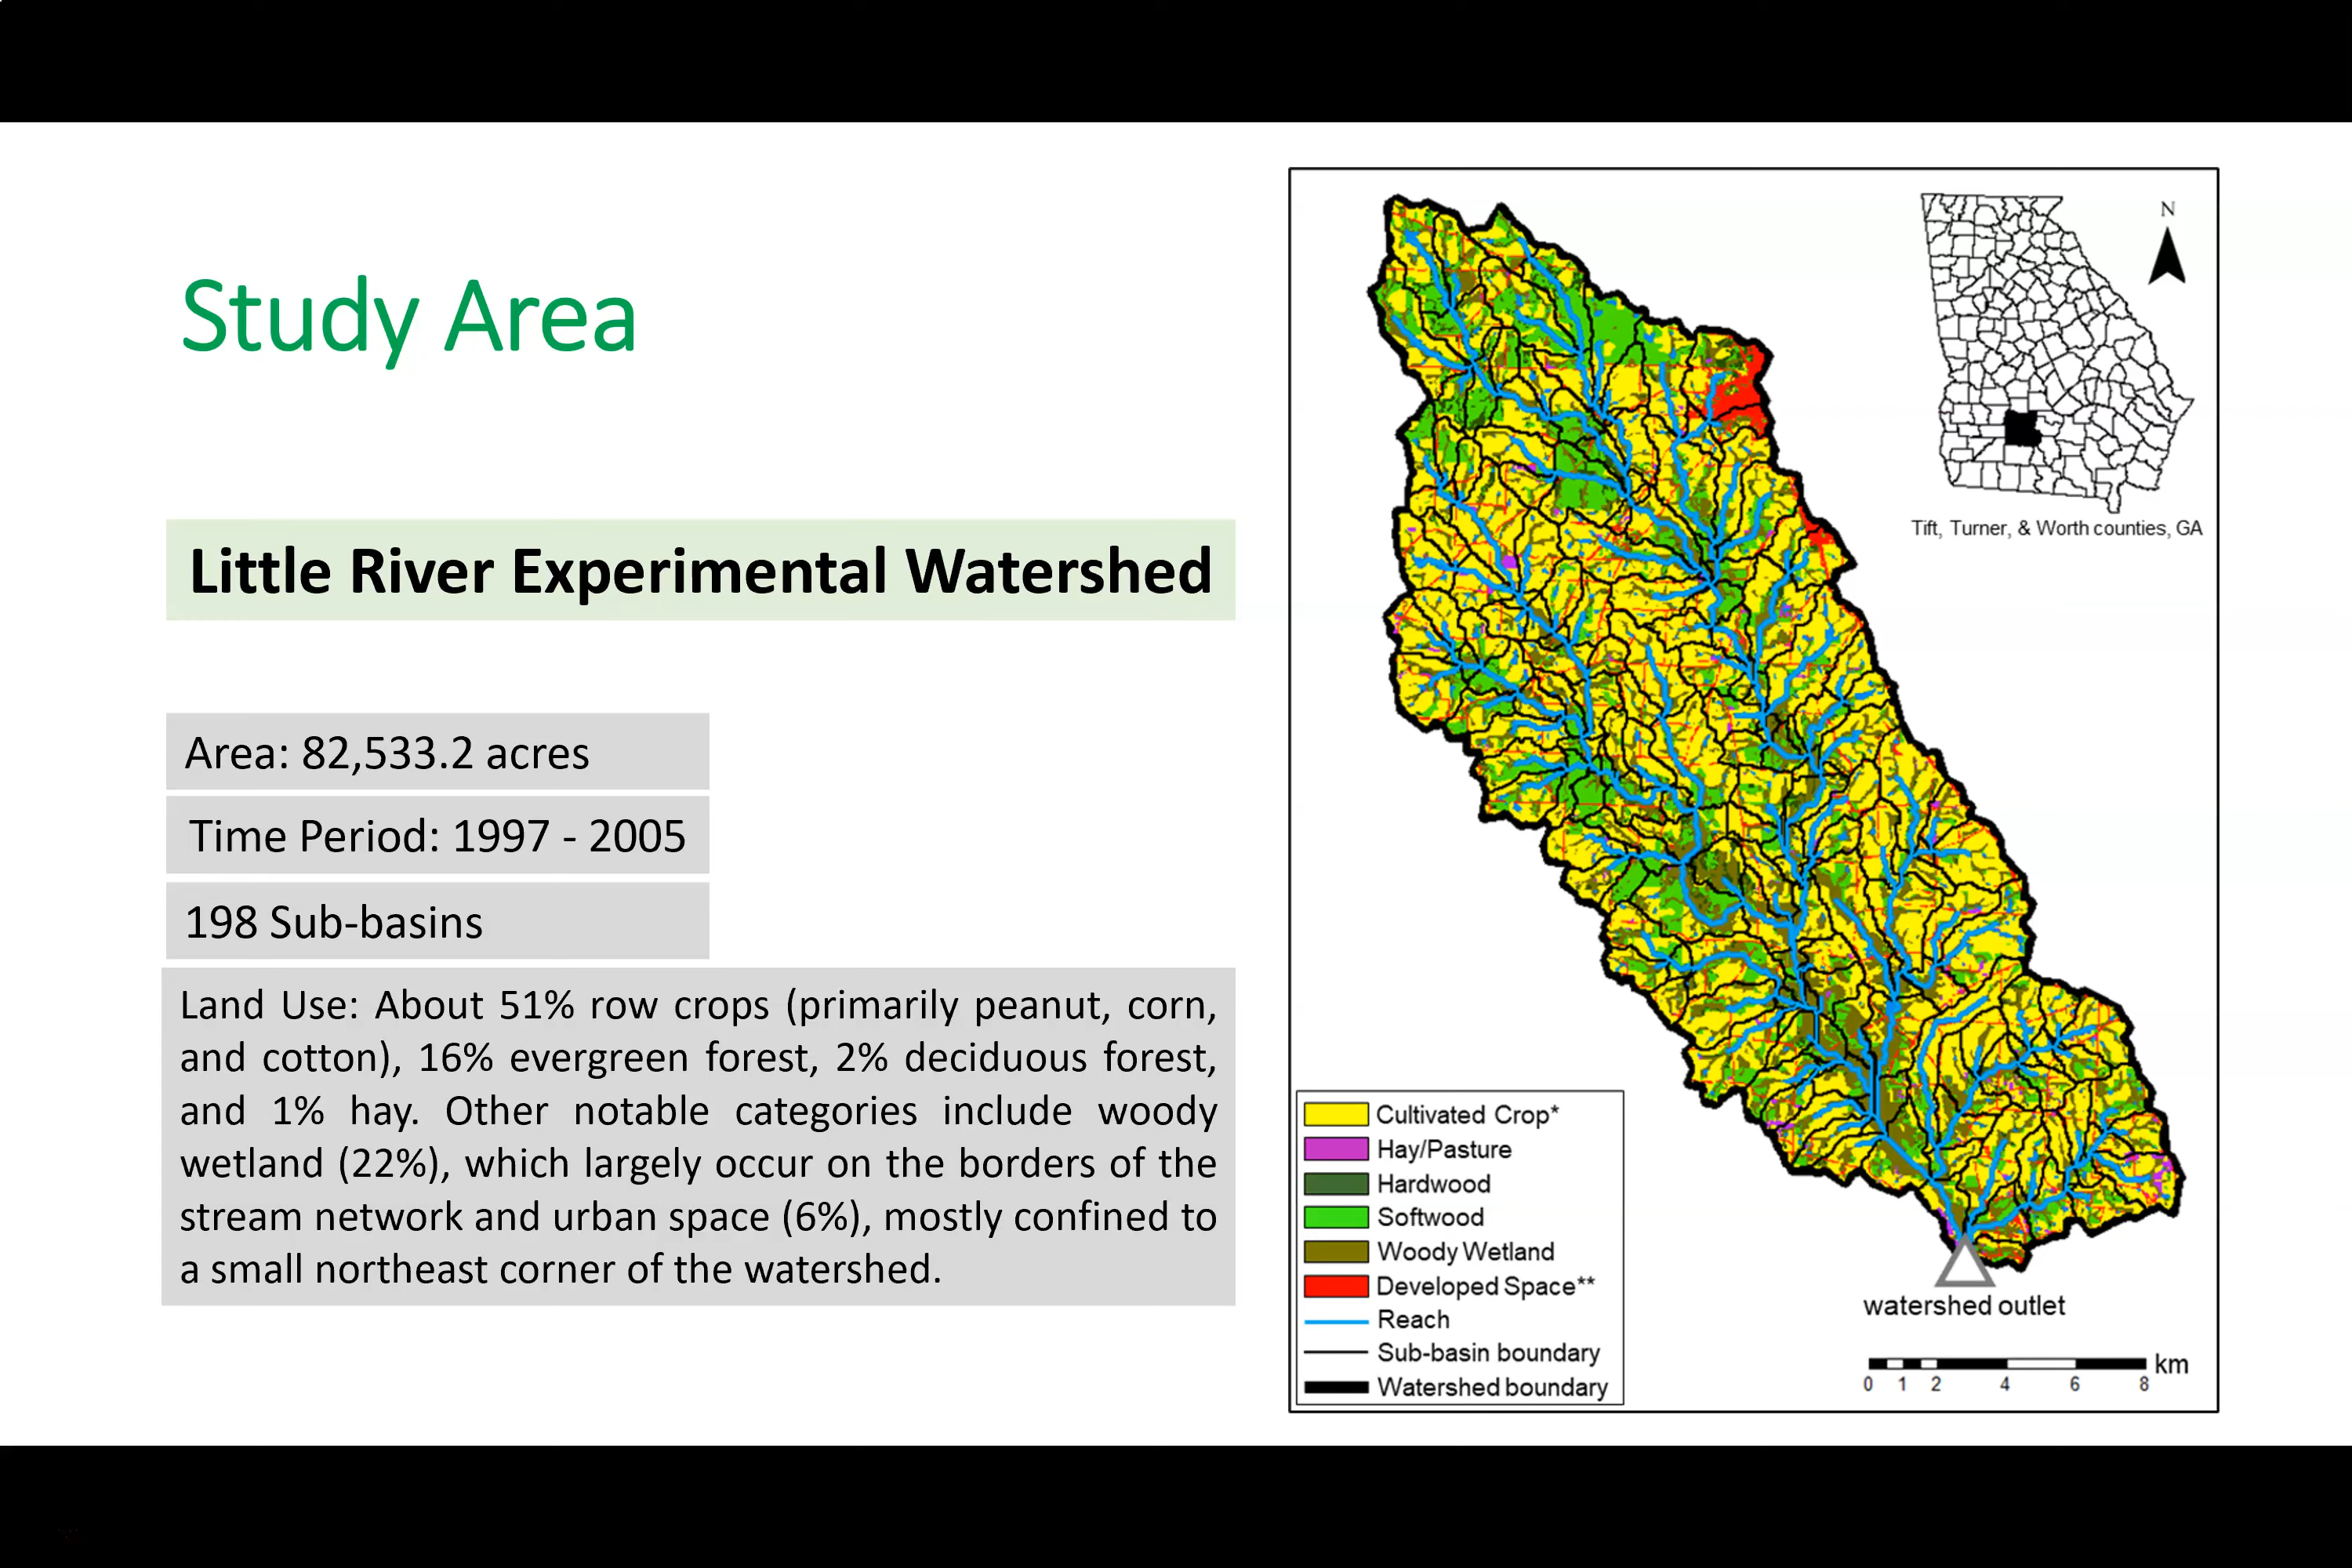 Study Area
Little River Experimental Watershed
Area: 82,533.2 acres
Time Period: 1997 - 2005
198 Sub-basins
Land Use: About 51% row crops (primarily peanut, corn,
and cotton), 16% evergreen forest, 2% deciduous forest,
and 1% hay. Other notable categories include woody
wetland (22%), which largely occur on the borders of the
stream network and urban space (6%), mostly confined to
a small northeast corner of the watershed.
N
Tift, Turner, & Worth counties, GA
Cultivated Crop*
Hay/Pasture
Hardwood
Softwood
Woody Wetland
Developed Space**
Reach
Sub-basin boundary
Watershed boundary
watershed outlet
km
0 1 2 4 6 8